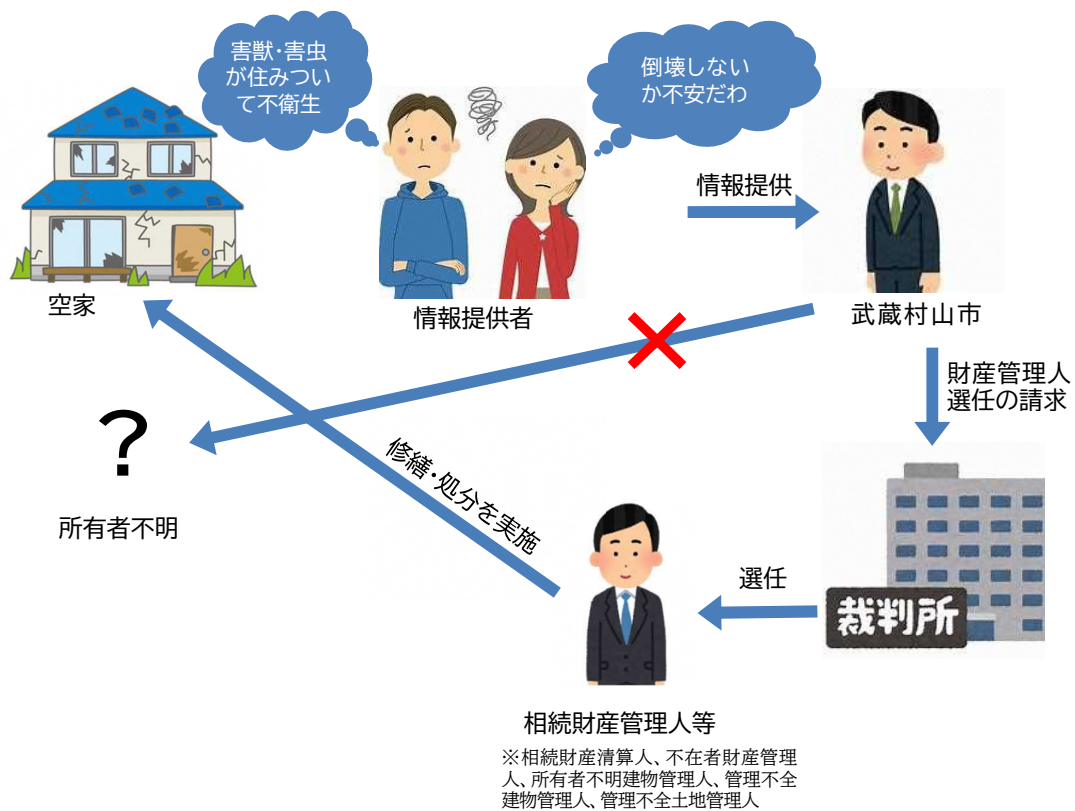 害獣・害虫
が住みつい
て不衛生
倒壊しない
か不安だわ
情報提供
空家
情報提供者
武蔵村山市
財産管理人
選任の請求
?
所有者不明
修繕・処分を実施
選任
裁判所
相続財産管理人等
※相続財産清算人、不在者財産管理
人、所有者不明建物管理人、管理不全
建物管理人、管理不全土地管理人